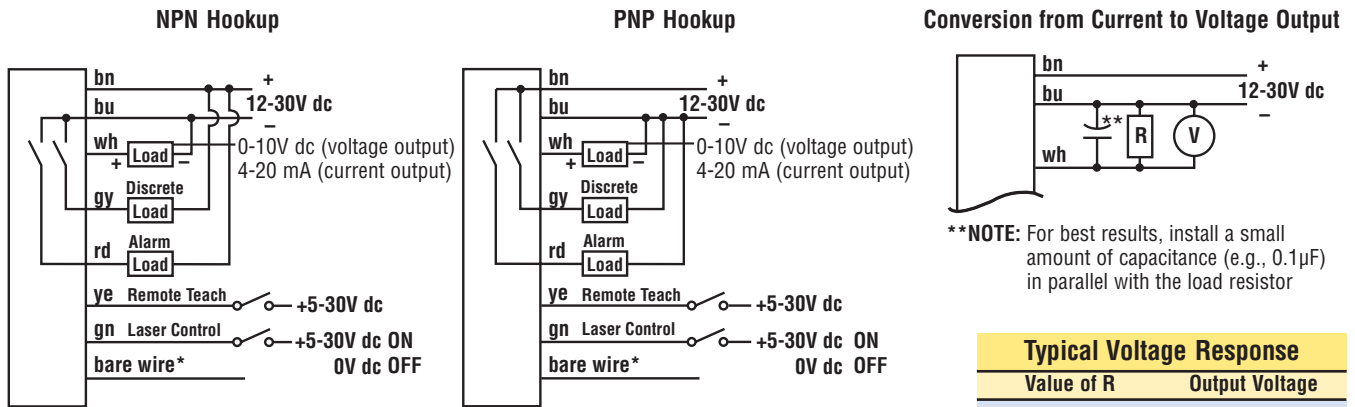 NPN Hookup
bn
+
12-30V dc
bu
–
wh
+
Load
–
0-10V dc (voltage output)
4-20 mA (current output)
Discrete
gy
Load
Alarm
rd
Load
ye Remote Teach +5-30V dc
gn Laser Control +5-30V dc ON
bare wire* 0V dc OFF
PNP Hookup
bn
+
12-30V dc
bu
–
wh
+
Load
–
0-10V dc (voltage output)
4-20 mA (current output)
Discrete
gy
Load
Alarm
rd
Load
ye Remote Teach +5-30V dc
gn Laser Control +5-30V dc ON
bare wire* 0V dc OFF
Conversion from Current to Voltage Output
bn
+
12-30V dc
bu
–
**
R
V
wh
**NOTE: For best results, install a small
amount of capacitance (e.g., 0.1µF)
in parallel with the load resistor
Typical Voltage Response
Value of R Output Voltage